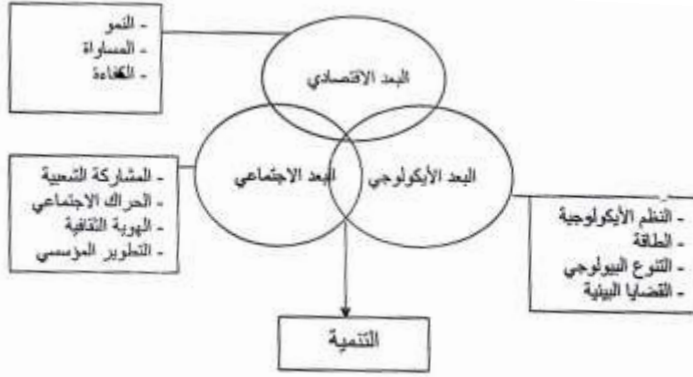 - النمو
- المساواة
- الكفاءة
البعد الاقتصادي
البعد الاجتماعي
البعد الأيكولوجي
- المشاركة الشعبية
- الحراك الاجتماعي
- الهوية الثقافية
- التطوير المؤسسي
- النظم الأيكولوجية
- الطاقة
- التنوع البيولوجي
- القضايا البيئية
التنمية